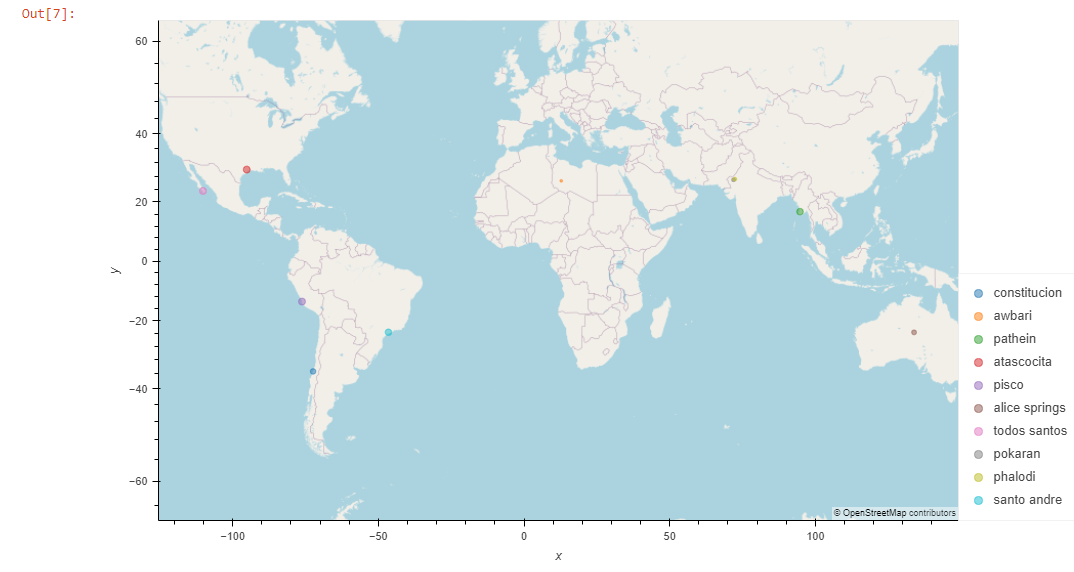 Out[7]:
60
40
20
0
−20
−40
−60
y
−100
−50
0
50
100
x
© OpenStreetMap contributors
constitucion
awbari
pathein
atascocita
pisco
alice springs
todos santos
pokaran
phalodi
santo andre